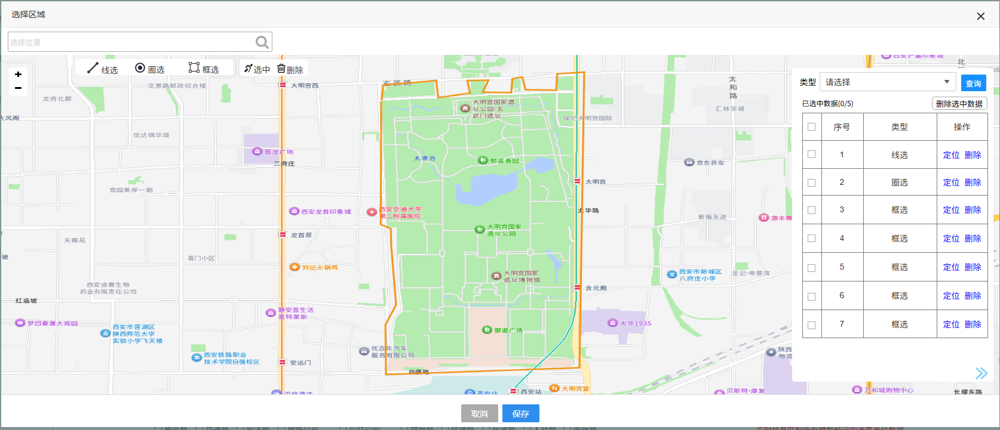 选择区域
选择位置
线选
圈选
框选
选中
删除
类型
请选择
查询
已选中数据(0/5)
删除选中数据
序号 类型 操作
1 线选 定位 删除
2 圈选 定位 删除
3 框选 定位 删除
4 框选 定位 删除
5 框选 定位 删除
6 框选 定位 删除
7 框选 定位 删除
文景路邮政综合楼
大明宫西
玄武路
太和路
龙府北郡
大风阁
大明宫国家遗
址公园-玄
武门遗址
保亿大明宫国际
汇林华城
信达锦华颂
盛龙广场
二府庄
太液池
郁金香园
京东养车
大明宫
宫园美岸一期
西安龙首印象城
西安交通大学
第二附属医院
太华路
紫薇东进
源丰舞
龙首原
大明宫国家
遗址公园
天赐苑
坡
青门小区
刘记火锅鸡
大明宫国家
遗址博物馆
西安市新城区
八府庄小学
龙记·帝景湾
西安迪赛生物
药业有限责任公司
含元殿
红庙坡
静安荟生活
奥特莱斯
梦回秦唐大观园
大华1935
西安市莲湖区
陕西师范大学
实验小学飞天楼
御道广场
优百年汽车
服务有限公司
陕西
物流
西安铁路职业
技术学院自强校区
安远门
自强路
西安站
西安站
大明宫宴
贝斯特·康复
万和城购物中心
长缨东路
取消
保存